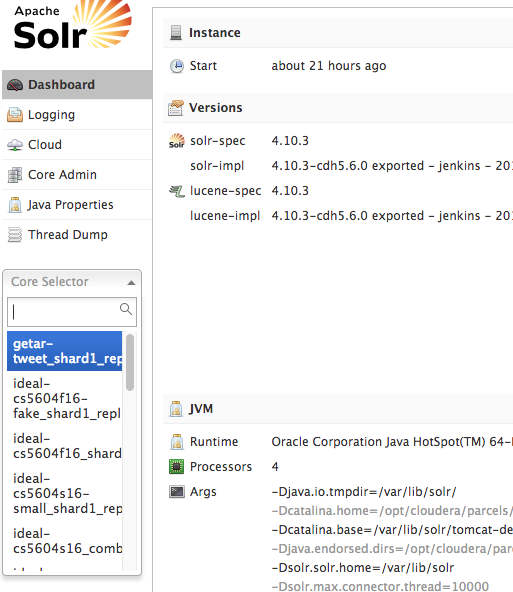 Apache
Solr
Dashboard
Logging
Cloud
Core Admin
Java Properties
Thread Dump
Core Selector
getar-
tweet_shard1_rep
ideal-
cs5604f16-
fake_shard1_repl
ideal-
cs5604f16_shard
ideal-
cs5604s16-
small_shard1_rep
ideal-
cs5604s16_comb
Instance
Start about 21 hours ago
Versions
solr-spec 4.10.3
solr-impl 4.10.3-cdh5.6.0 exported - jenkins - 201
lucene-spec 4.10.3
lucene-impl 4.10.3-cdh5.6.0 exported - jenkins - 201
JVM
Runtime Oracle Corporation Java HotSpot(TM) 64-
Processors 4
Args -Djava.io.tmpdir=/var/lib/solr/
-Dcatalina.home=/opt/cloudera/parcels/
-Dcatalina.base=/var/lib/solr/tomcat-de
-Djava.endorsed.dirs=/opt/cloudera/par
-Dsolr.solr.home=/var/lib/solr
-Dsolr.max.connector.thread=10000